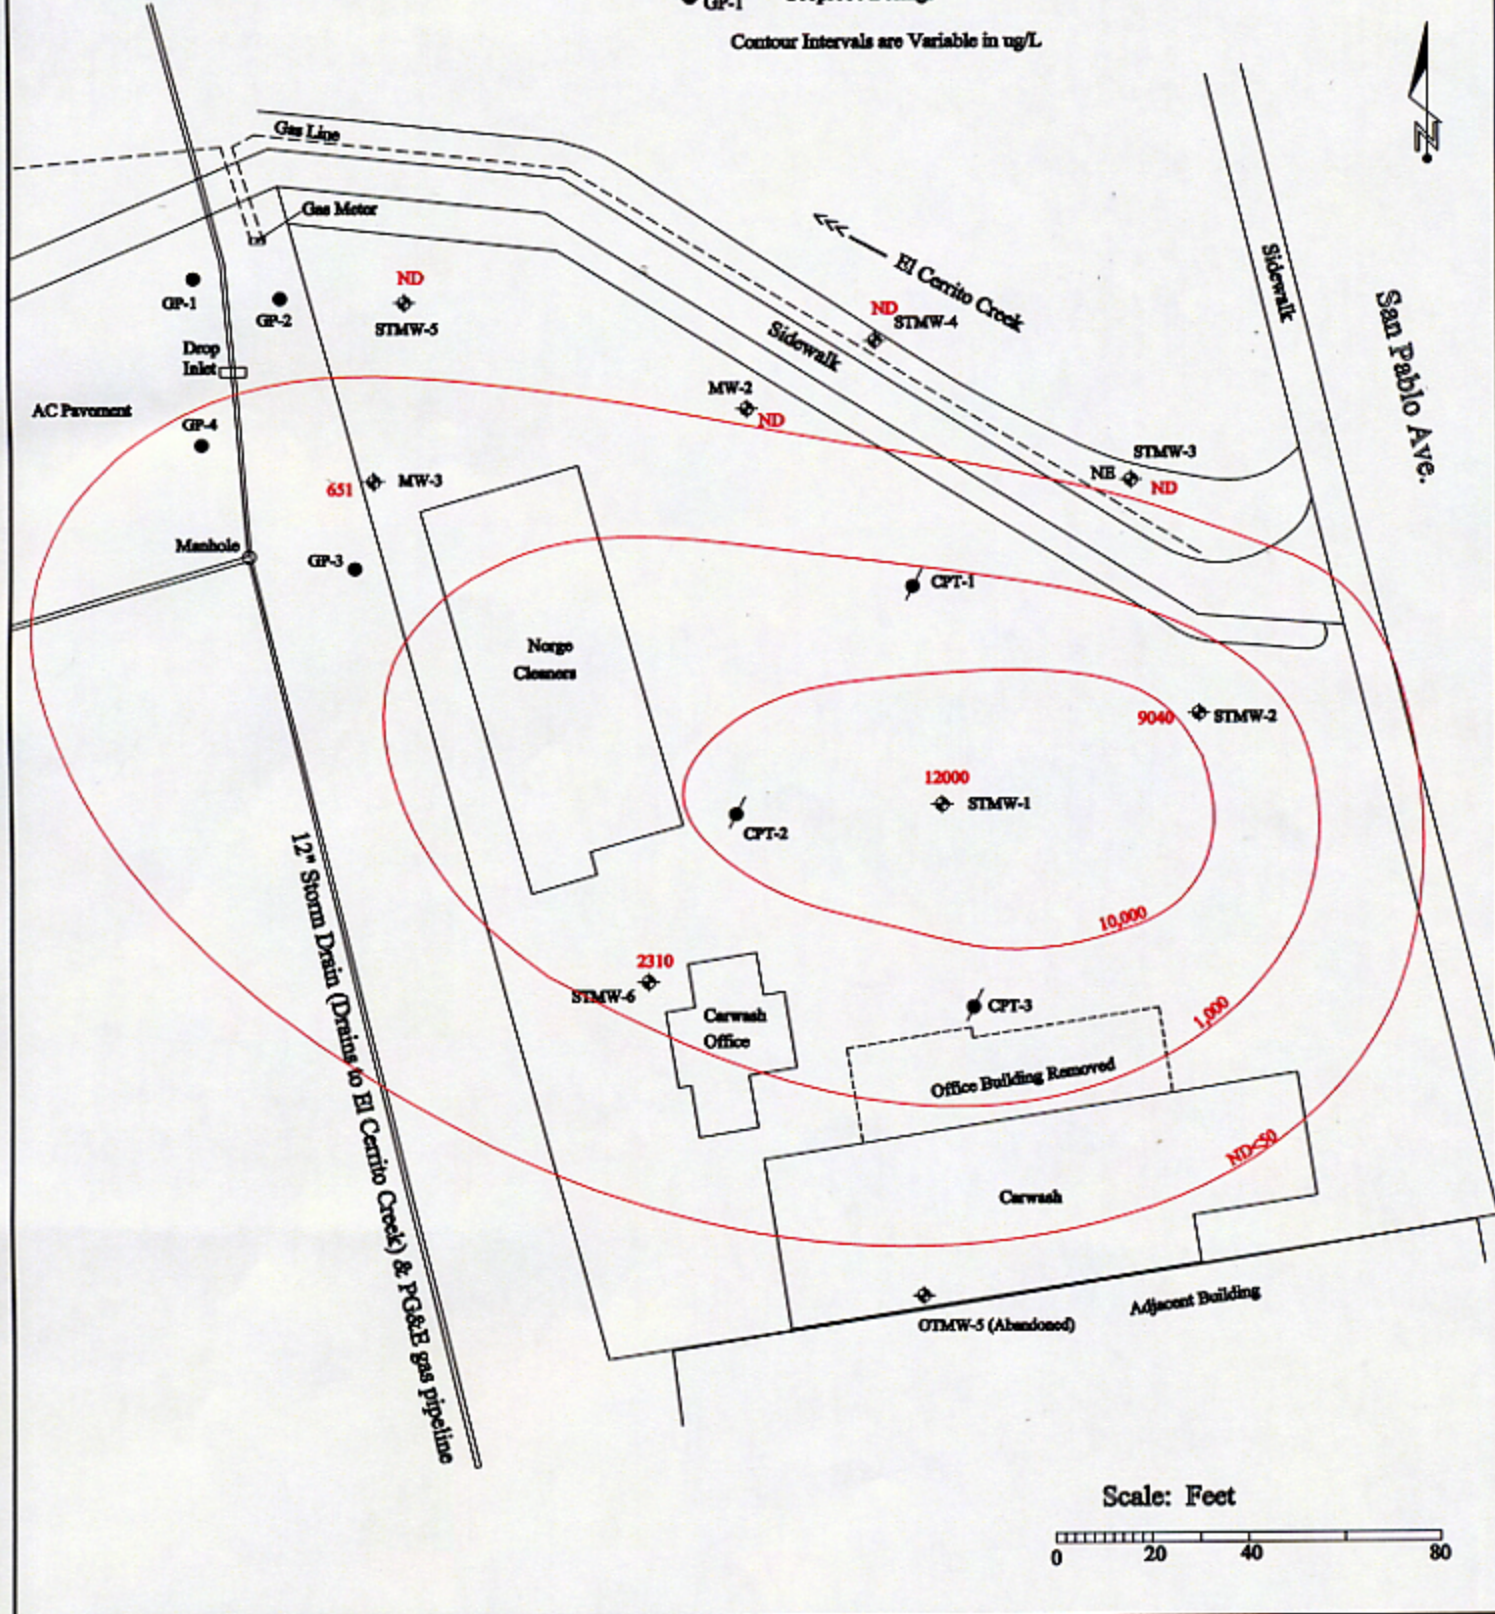 GP-1
Contour Intervals are Variable in ug/L
N
Gas Line
Gas Meter
El Cerrito Creek
Sidewalk
Sidewalk
San Pablo Ave.
GP-1
GP-2
ND
STMW-5
ND
STMW-4
Drop
Inlet
AC Pavement
GP-4
MW-2
ND
STMW-3
NE
ND
651
MW-3
Manhole
GP-3
CPT-1
Norge
Cleaners
9040
STMW-2
12000
STMW-1
CPT-2
12" Storm Drain (Drains to El Cerrito Creek) & PG&E gas pipeline
10,000
2310
STMW-6
Carwash
Office
CPT-3
1,000
Office Building Removed
ND<50
Carwash
OTMW-5 (Abandoned)
Adjacent Building
Scale: Feet
0 20 40 80